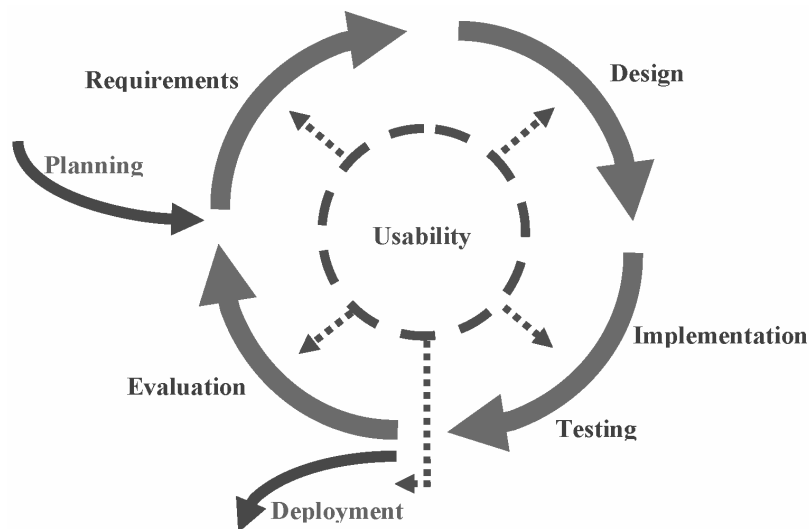 Requirements
Design
Planning
Usability
Implementation
Evaluation
Testing
Deployment